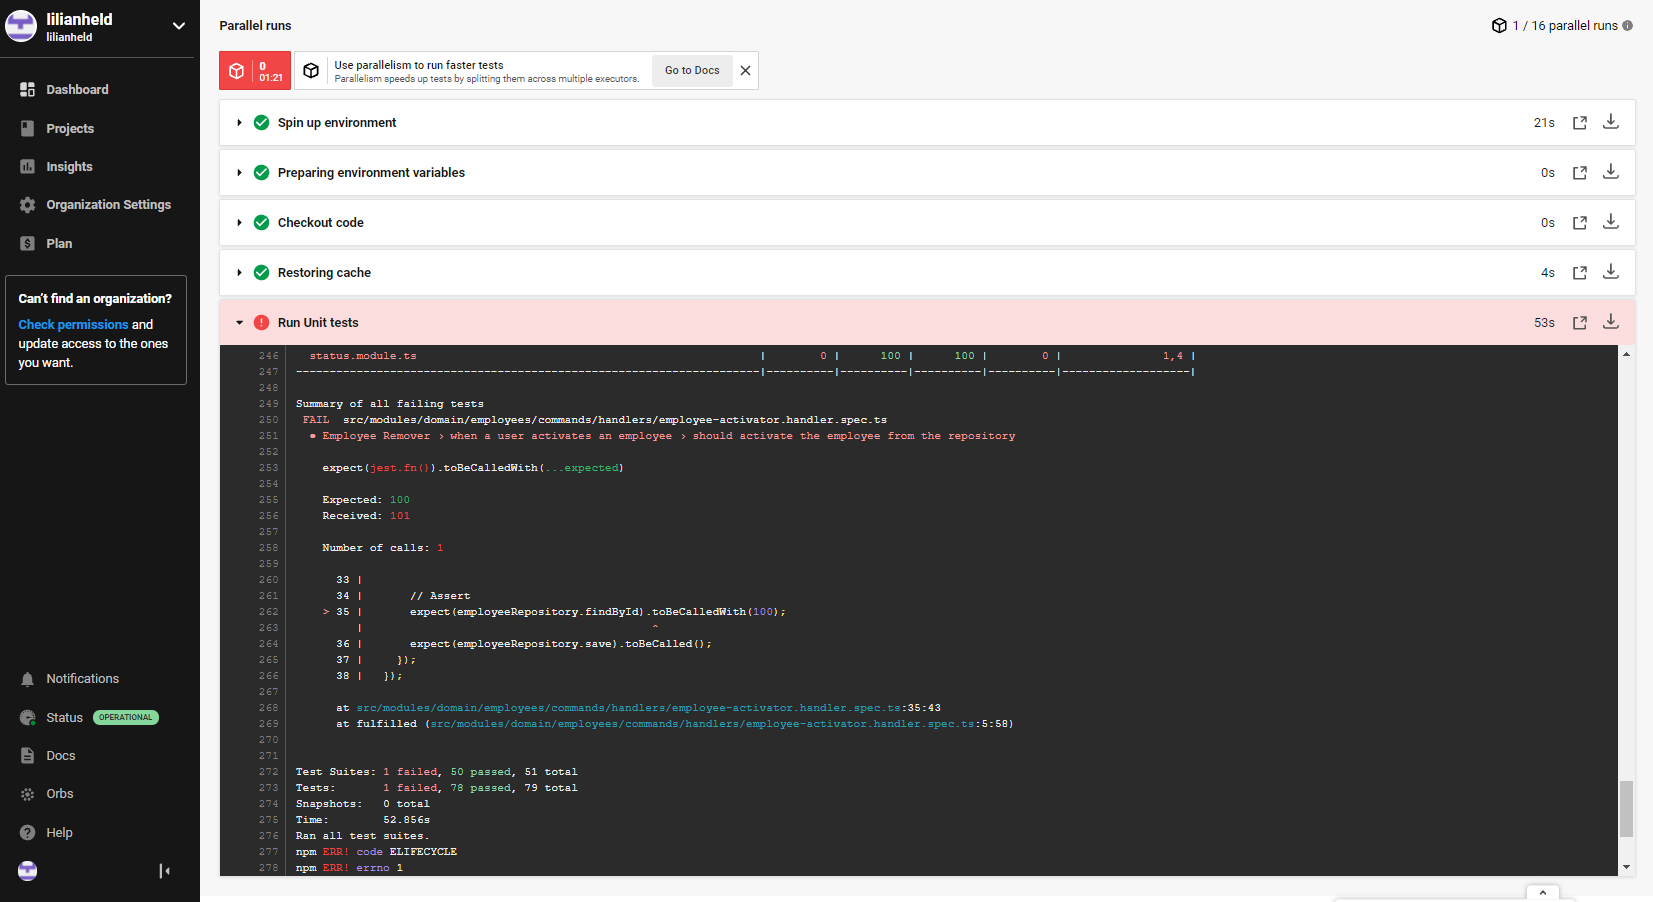 lilianheld
lilianheld
Dashboard
Projects
Insights
Organization Settings
Plan
Can't find an organization?
Check permissions and
update access to the ones
you want.
Notifications
Status OPERATIONAL
Docs
Orbs
Help
Parallel runs
1 / 16 parallel runs
0
01:21
Use parallelism to run faster tests
Parallelism speeds up tests by splitting them across multiple executors.
Go to Docs
Spin up environment 21s
Preparing environment variables 0s
Checkout code 0s
Restoring cache 4s
Run Unit tests 53s
246 status.module.ts | 0 | 100 | 100 | 0 | 1,4 |
247 ---------------------------------------------------------------------|----------|----------|----------|----------|-------------------|
248
249 Summary of all failing tests
250 FAIL src/modules/domain/employees/commands/handlers/employee-activator.handler.spec.ts
251 ● Employee Remover › when a user activates an employee › should activate the employee from the repository
252
253 expect(jest.fn()).toBeCalledWith(...expected)
254
255 Expected: 100
256 Received: 101
257
258 Number of calls: 1
259
260 33 |
261 34 | // Assert
262 > 35 | expect(employeeRepository.findById).toBeCalledWith(100);
263 | ^
264 36 | expect(employeeRepository.save).toBeCalled();
265 37 | });
266 38 | });
267
268 at src/modules/domain/employees/commands/handlers/employee-activator.handler.spec.ts:35:43
269 at fulfilled (src/modules/domain/employees/commands/handlers/employee-activator.handler.spec.ts:5:58)
270
271
272 Test Suites: 1 failed, 50 passed, 51 total
273 Tests: 1 failed, 78 passed, 79 total
274 Snapshots: 0 total
275 Time: 52.856s
276 Ran all test suites.
277 npm ERR! code ELIFECYCLE
278 npm ERR! errno 1